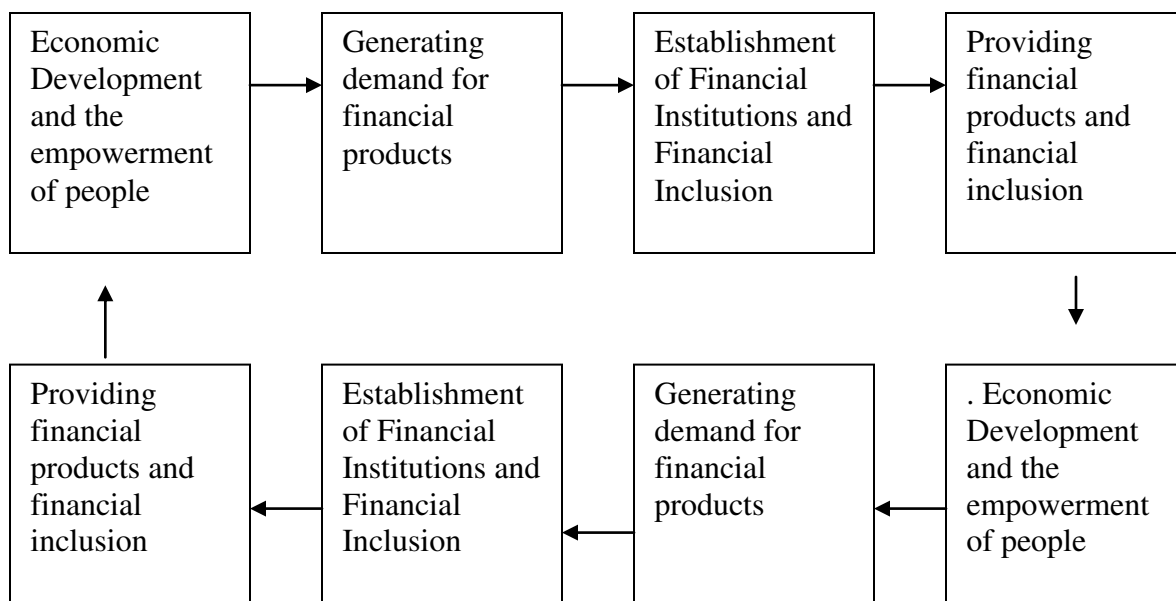 Economic
Development
and the
empowerment
of people
Generating
demand for
financial
products
Establishment
of Financial
Institutions and
Financial
Inclusion
Providing
financial
products and
financial
inclusion
Providing
financial
products and
financial
inclusion
Establishment
of Financial
Institutions and
Financial
Inclusion
Generating
demand for
financial
products
. Economic
Development
and the
empowerment
of people